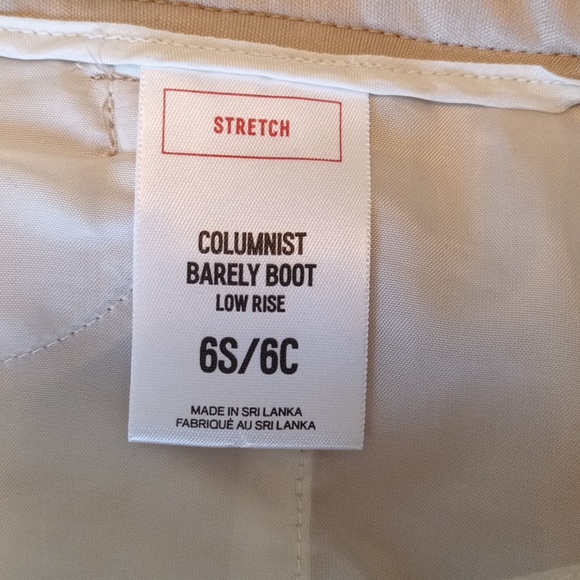 STRETCH
COLUMNIST
BARELY BOOT
LOW RISE
6S/6C
MADE IN SRI LANKA
FABRIQUÉ AU SRI LANKA